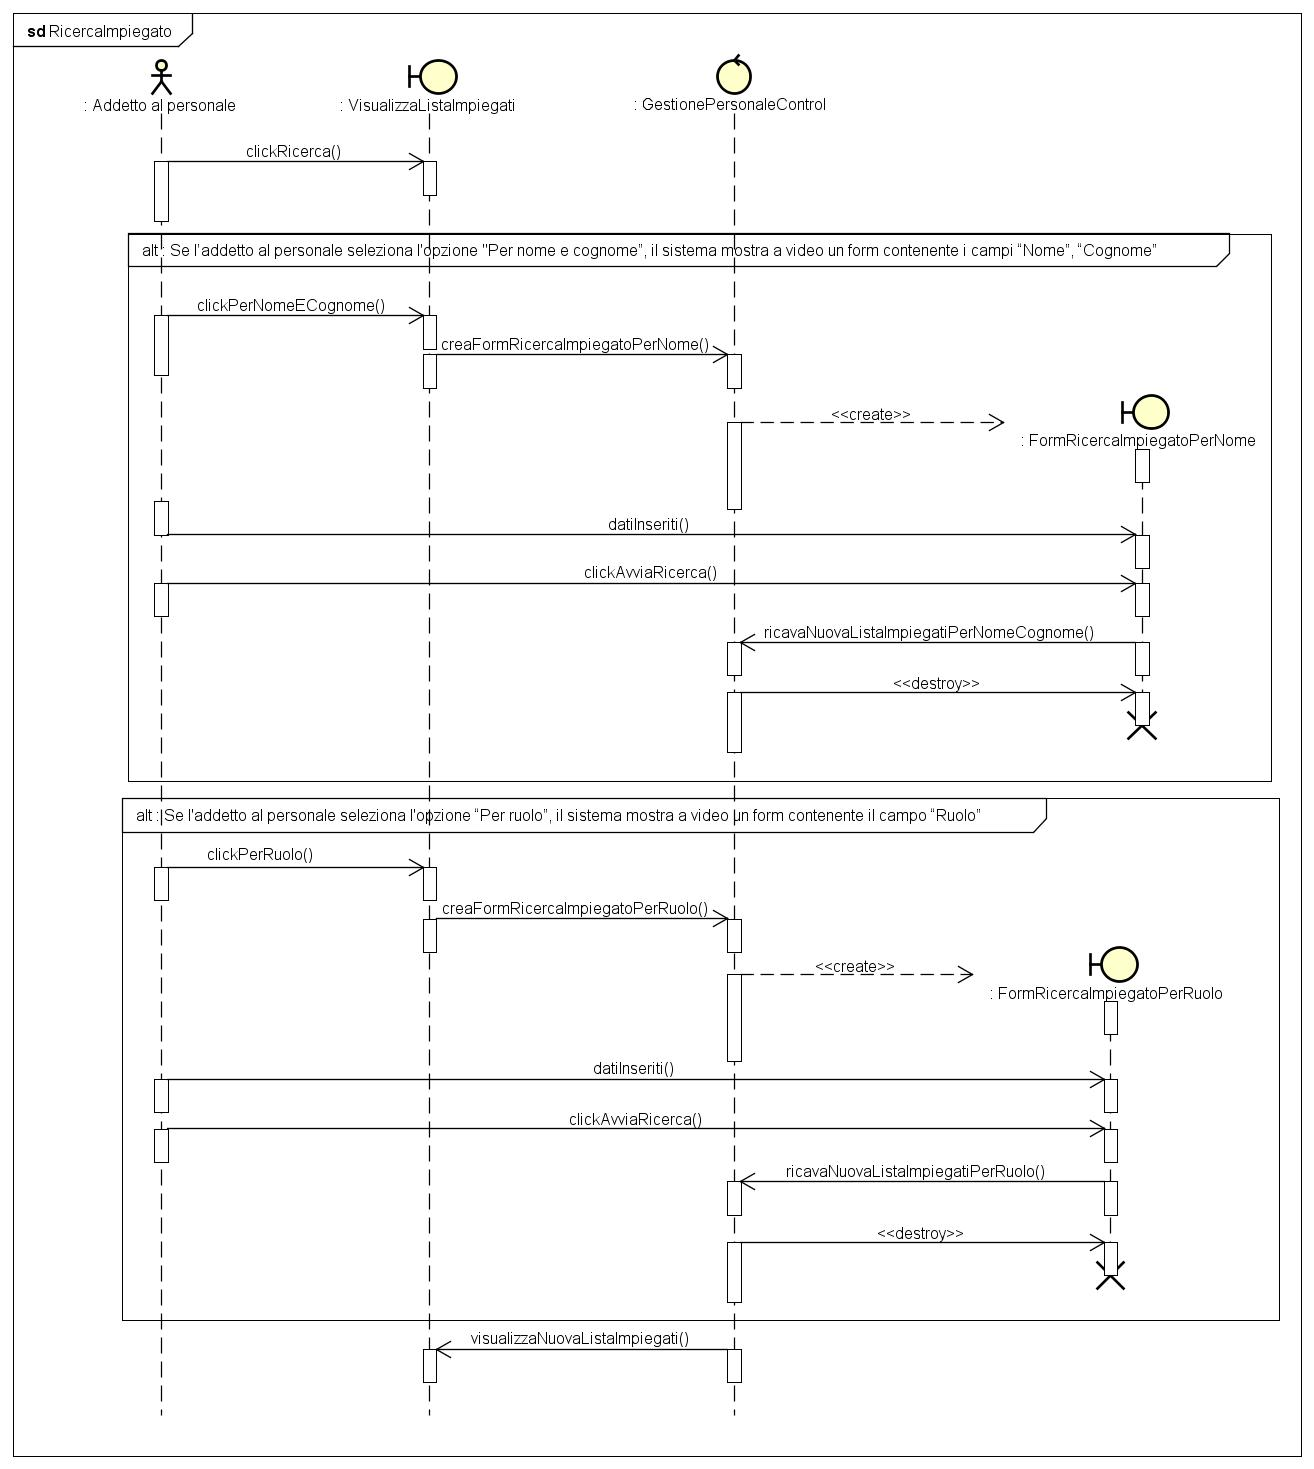 sd RicercaImpiegato
: Addetto al personale
: VisualizzaListaImpiegati
: GestionePersonaleControl
clickRicerca()
alt : Se l'addetto al personale seleziona l'opzione "Per nome e cognome”, il sistema mostra a video un form contenente i campi “Nome”, “Cognome”
clickPerNomeECognome()
creaFormRicercaImpiegatoPerNome()
<<create>>
: FormRicercaImpiegatoPerNome
datiInseriti()
clickAvviaRicerca()
ricavaNuovaListaImpiegatiPerNomeCognome()
<<destroy>>
alt : Se l'addetto al personale seleziona l'opzione “Per ruolo”, il sistema mostra a video un form contenente il campo “Ruolo”
clickPerRuolo()
creaFormRicercaImpiegatoPerRuolo()
<<create>>
: FormRicercaImpiegatoPerRuolo
datiInseriti()
clickAvviaRicerca()
ricavaNuovaListaImpiegatiPerRuolo()
<<destroy>>
visualizzaNuovaListaImpiegati()